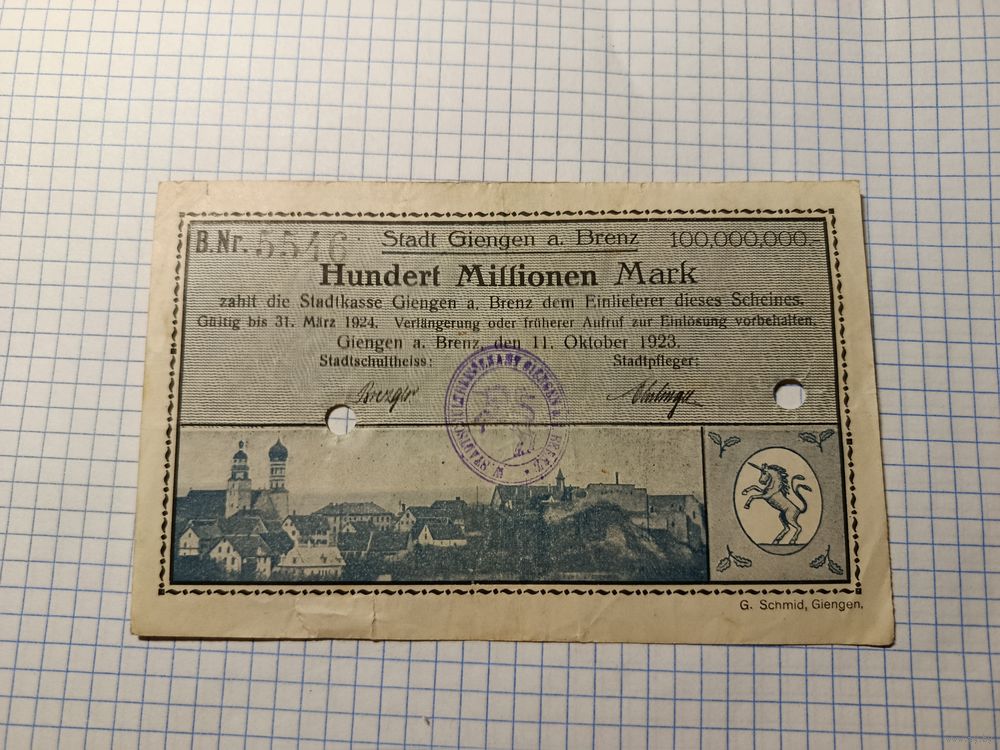 B.Nr. 5546 Stadt Giengen a. Brenz 100,000,000.-
Hundert Millionen Mark
zahlt die Stadtkasse Giengen a. Brenz dem Einlieferer dieses Scheines.
Gültig bis 31. März 1924. Verlängerung oder früherer Aufruf zur Einlösung vorbehalten.
Giengen a. Brenz, den 11. Oktober 1923.
Stadtschultheiss: Stadtpfleger:
G. Schmid, Giengen.